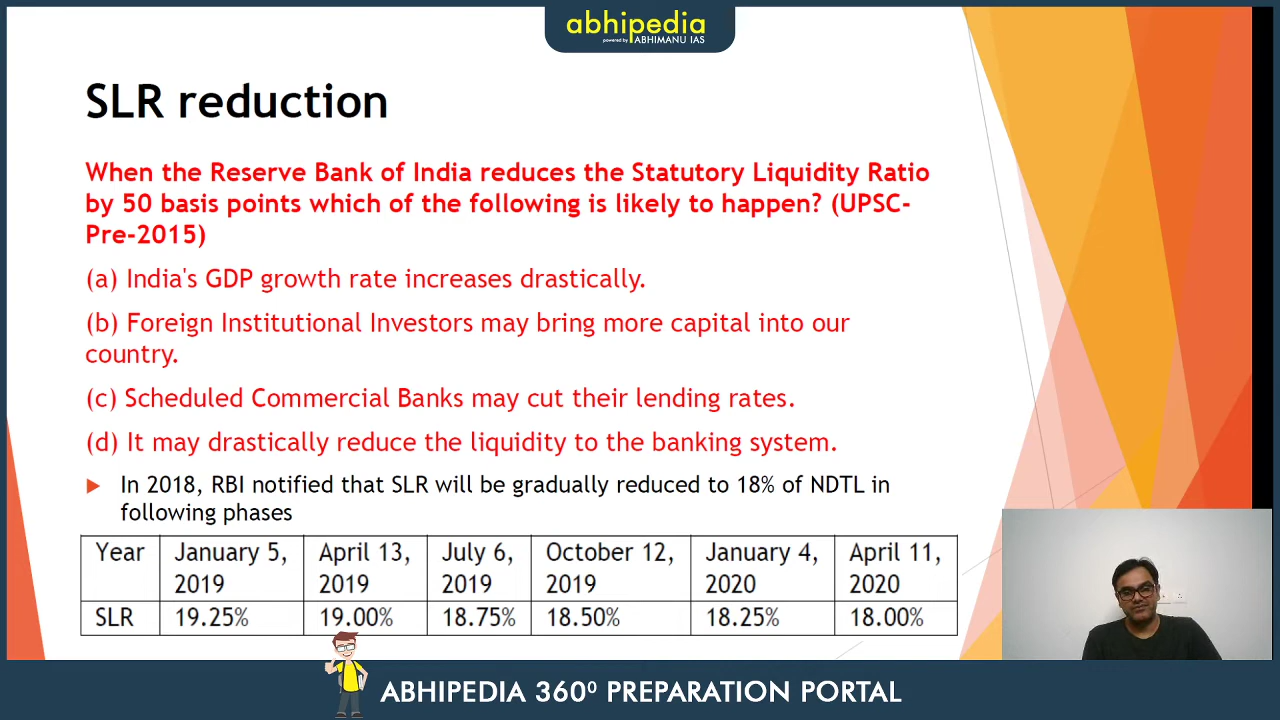 abhipedia
powered by ABHIMANU IAS
SLR reduction
When the Reserve Bank of India reduces the Statutory Liquidity Ratio
by 50 basis points which of the following is likely to happen? (UPSC-
Pre-2015)
(a) India's GDP growth rate increases drastically.
(b) Foreign Institutional Investors may bring more capital into our
country.
(c) Scheduled Commercial Banks may cut their lending rates.
(d) It may drastically reduce the liquidity to the banking system.
In 2018, RBI notified that SLR will be gradually reduced to 18% of NDTL in
following phases
Year January 5, April 13, July 6, October 12, January 4, April 11,
2019 2019 2019 2019 2020 2020
SLR 19.25% 19.00% 18.75% 18.50% 18.25% 18.00%
ABHIPEDIA 360⁰ PREPARATION PORTAL